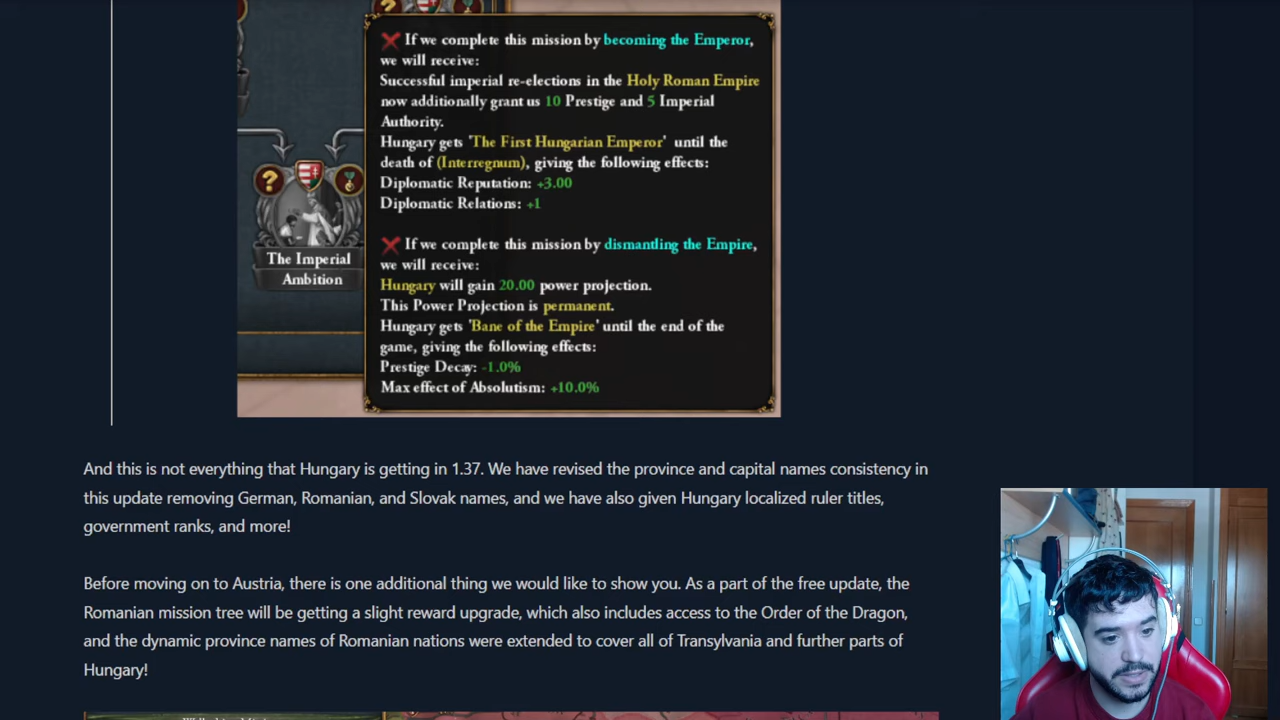 If we complete this mission by becoming the Emperor,
we will receive:
Successful imperial re-elections in the Holy Roman Empire
now additionally grant us 10 Prestige and 5 Imperial
Authority.
Hungary gets 'The First Hungarian Emperor' until the
death of (Interregnum), giving the following effects:
Diplomatic Reputation: +3.00
Diplomatic Relations: +1
If we complete this mission by dismantling the Empire,
we will receive:
Hungary will gain 20.00 power projection.
This Power Projection is permanent.
Hungary gets 'Bane of the Empire' until the end of the
game, giving the following effects:
Prestige Decay: -1.0%
Max effect of Absolutism: +10.0%
?
The Imperial
Ambition
And this is not everything that Hungary is getting in 1.37. We have revised the province and capital names consistency in
this update removing German, Romanian, and Slovak names, and we have also given Hungary localized ruler titles,
government ranks, and more!
Before moving on to Austria, there is one additional thing we would like to show you. As a part of the free update, the
Romanian mission tree will be getting a slight reward upgrade, which also includes access to the Order of the Dragon,
and the dynamic province names of Romanian nations were extended to cover all of Transylvania and further parts of
Hungary!